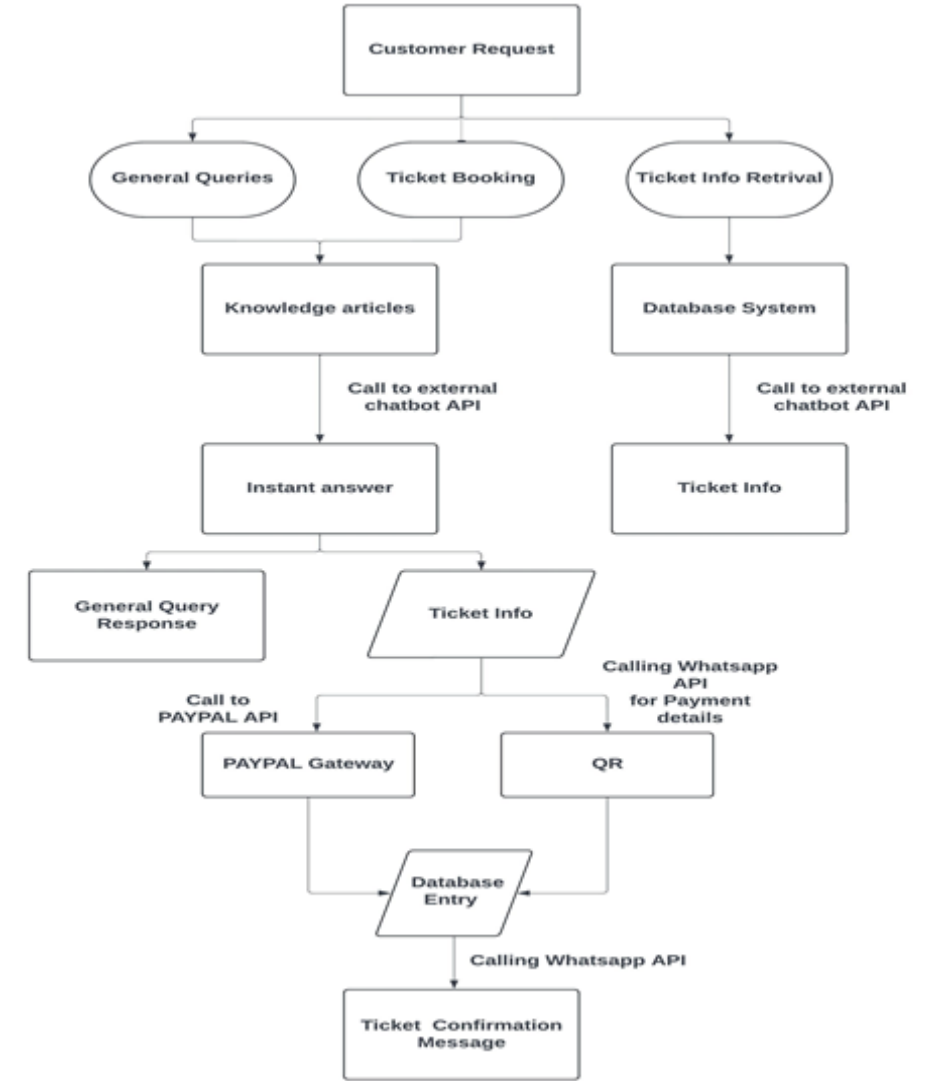 Customer Request
General Queries
Ticket Booking
Ticket Info Retrival
Knowledge articles
Database System
Call to external
chatbot API
Call to external
chatbot API
Instant answer
Ticket Info
General Query
Response
Ticket Info
Call to
PAYPAL API
Calling Whatsapp
API
for Payment
details
PAYPAL Gateway
QR
Database
Entry
Calling Whatsapp API
Ticket Confirmation
Message